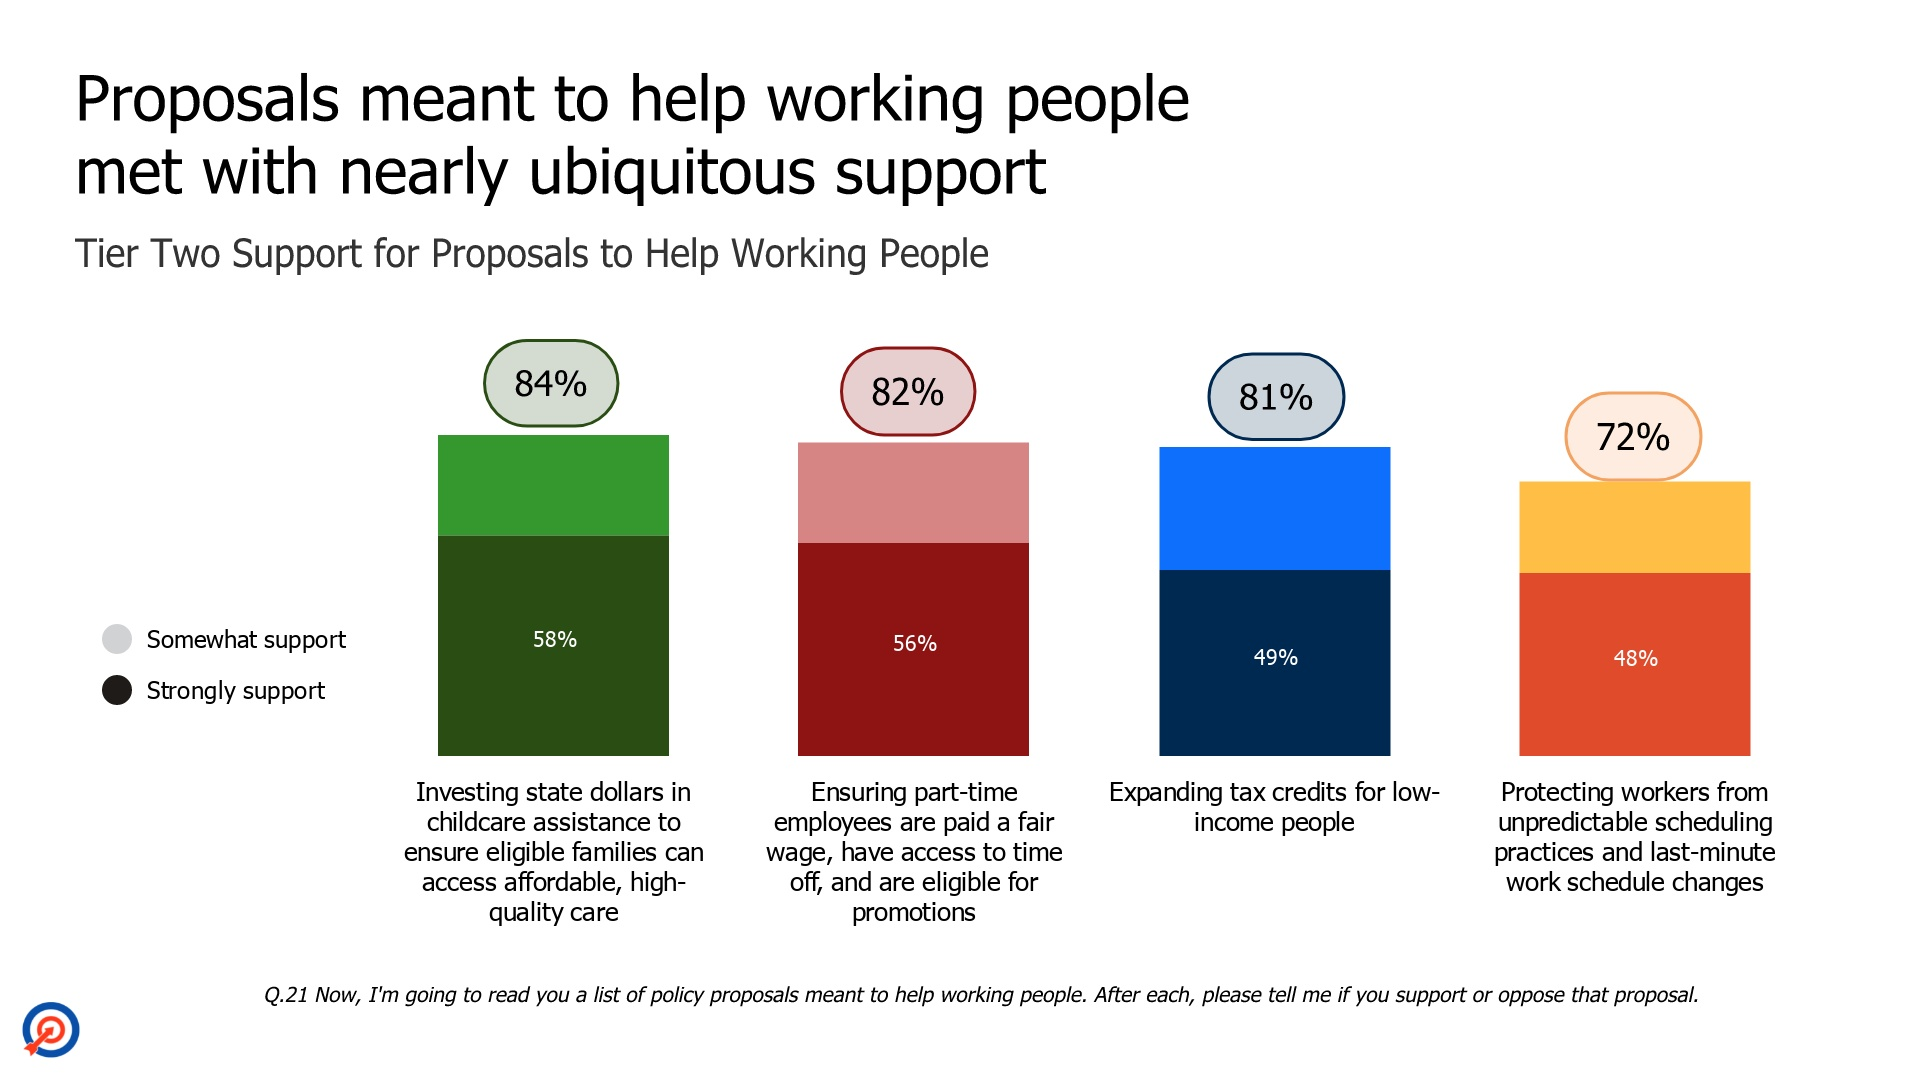 Proposals meant to help working people
met with nearly ubiquitous support
Tier Two Support for Proposals to Help Working People
84%
82%
81%
72%
Somewhat support
Strongly support
58%
56%
49%
48%
Investing state dollars in
childcare assistance to
ensure eligible families can
access affordable, high-
quality care
Ensuring part-time
employees are paid a fair
wage, have access to time
off, and are eligible for
promotions
Expanding tax credits for low-
income people
Protecting workers from
unpredictable scheduling
practices and last-minute
work schedule changes
Q.21 Now, I'm going to read you a list of policy proposals meant to help working people. After each, please tell me if you support or oppose that proposal.